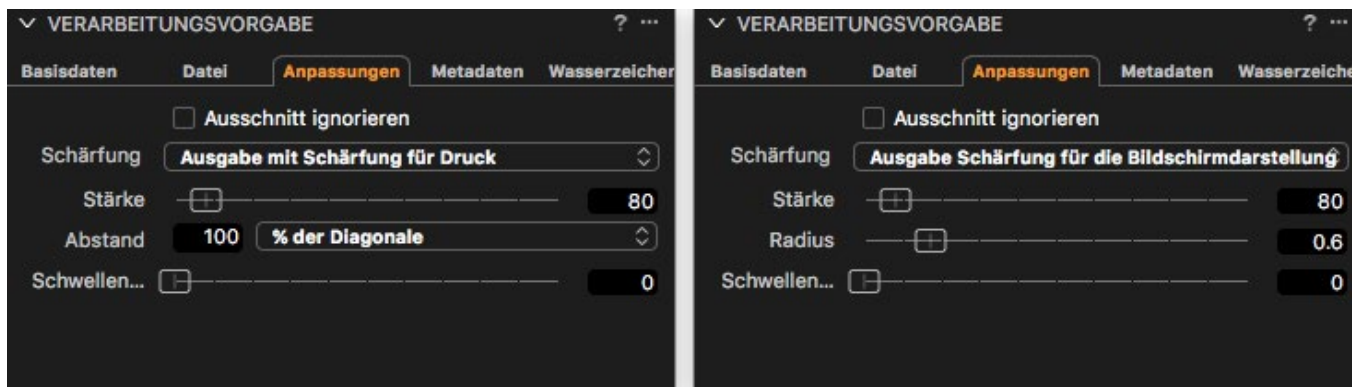 VERARBEITUNGSVORGABE ? ...
Basisdaten Datei Anpassungen Metadaten Wasserzeicher
Ausschnitt ignorieren
Schärfung Ausgabe mit Schärfung für Druck
Stärke 80
Abstand 100 % der Diagonale
Schwellen... 0
VERARBEITUNGSVORGABE ? ...
Basisdaten Datei Anpassungen Metadaten Wasserzeiche
Ausschnitt ignorieren
Schärfung Ausgabe Schärfung für die Bildschirmdarstellung
Stärke 80
Radius 0.6
Schwellen... 0